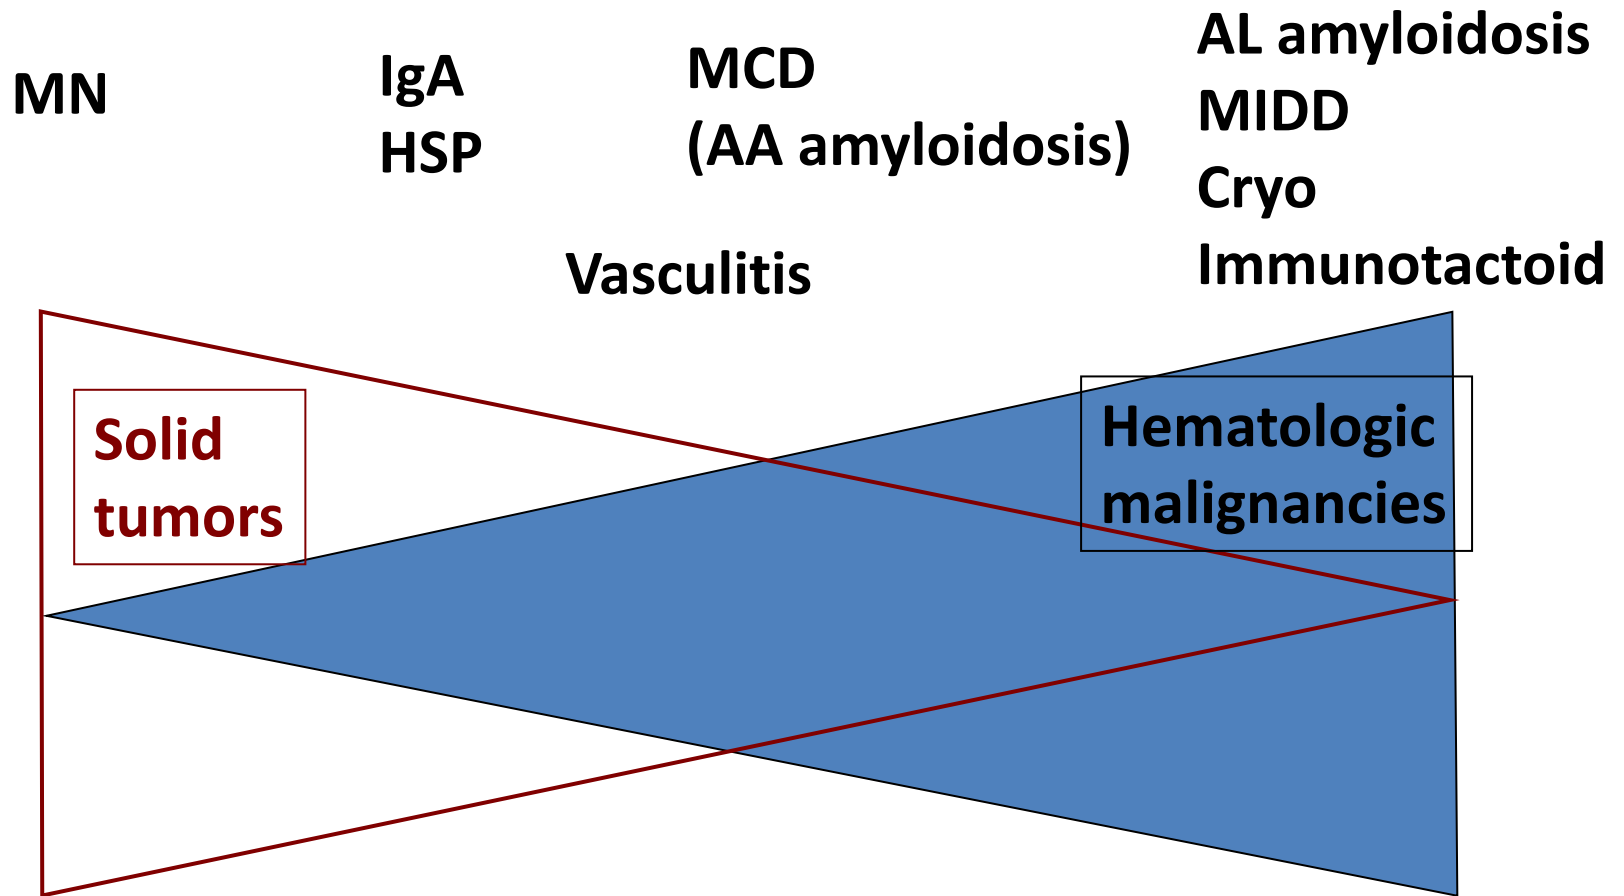 MN
IgA
HSP
MCD
(AA amyloidosis)
AL amyloidosis
MIDD
Cryo
Immunotactoid
Vasculitis
Solid
tumors
Hematologic
malignancies